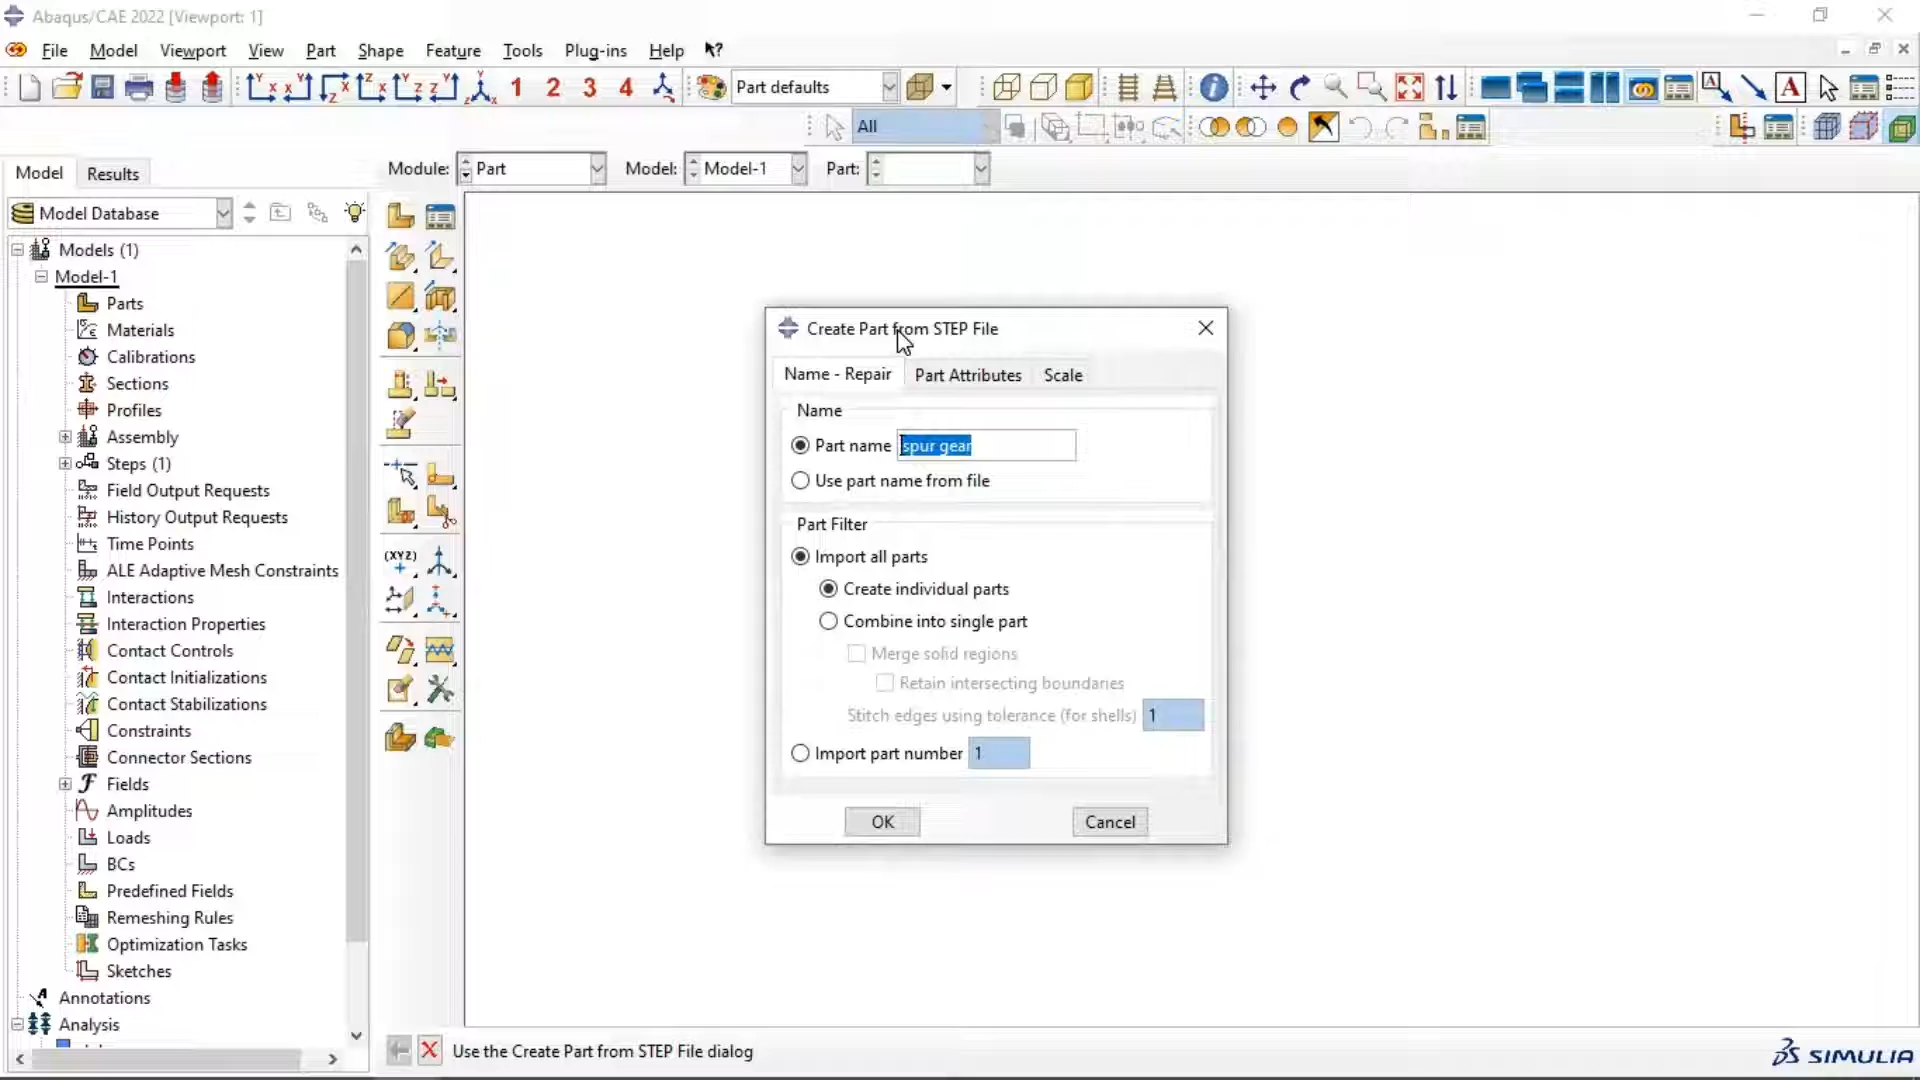 Abaqus/CAE 2022 [Viewport: 1]
File Model Viewport View Part Shape Feature Tools Plug-ins Help
1 2 3 4 Part defaults
All
Model Results
Module: Part Model: Model-1 Part:
Model Database
Models (1)
Model-1
Parts
Materials
Calibrations
Sections
Profiles
Assembly
Steps (1)
Field Output Requests
History Output Requests
Time Points
ALE Adaptive Mesh Constraints
Interactions
Interaction Properties
Contact Controls
Contact Initializations
Contact Stabilizations
Constraints
Connector Sections
Fields
Amplitudes
Loads
BCs
Predefined Fields
Remeshing Rules
Optimization Tasks
Sketches
Annotations
Analysis
(XYZ)
Create Part from STEP File
Name - Repair Part Attributes Scale
Name
Part name spur gear
Use part name from file
Part Filter
Import all parts
Create individual parts
Combine into single part
Merge solid regions
Retain intersecting boundaries
Stitch edges using tolerance (for shells) 1
Import part number 1
OK Cancel
Use the Create Part from STEP File dialog
SIMULIA